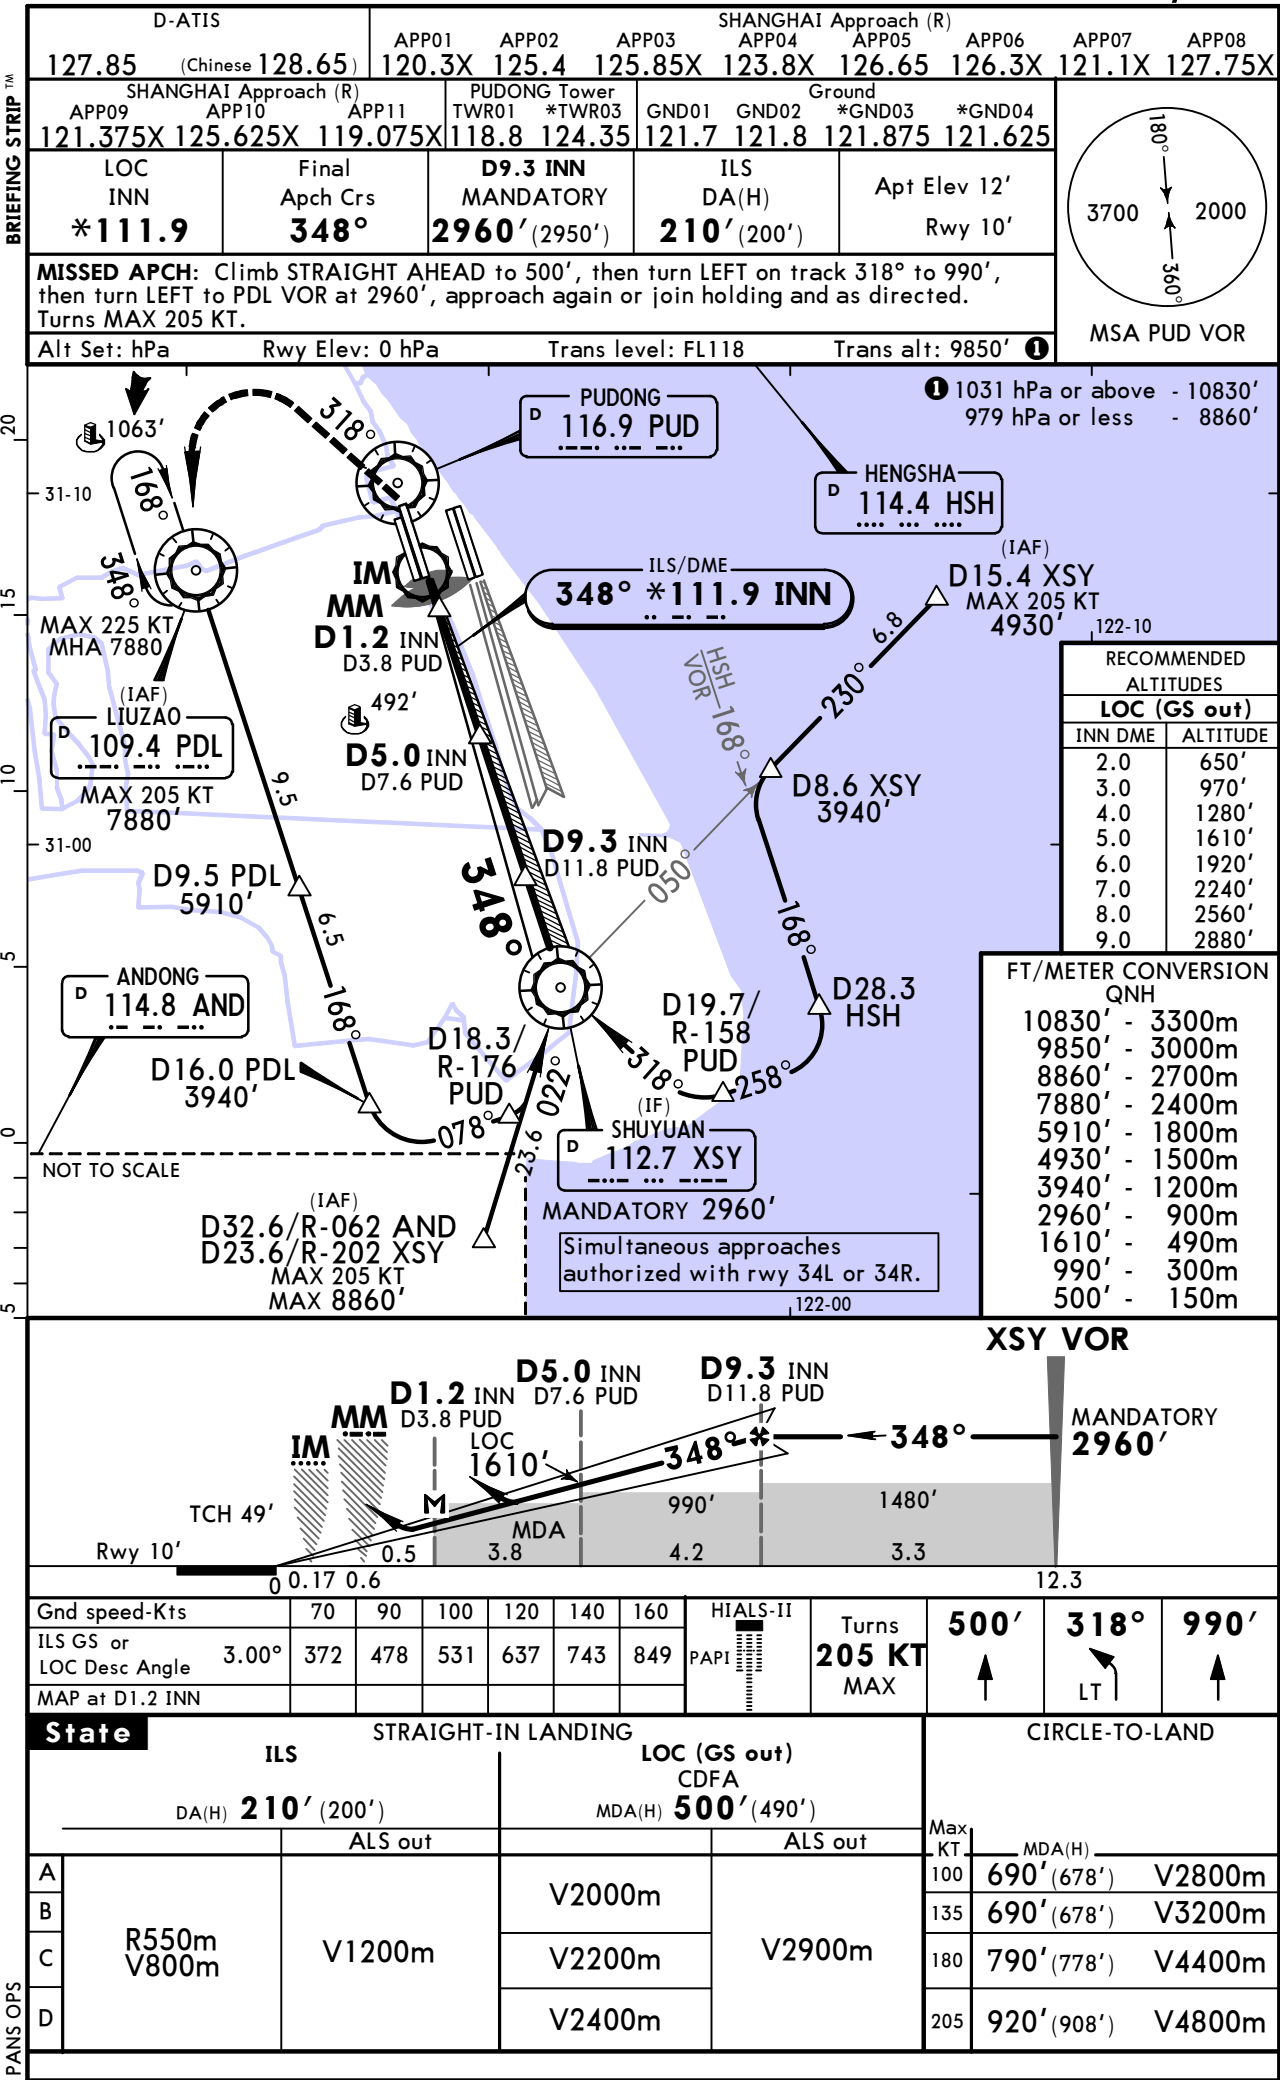 D-ATIS
127.85 (Chinese 128.65)
SHANGHAI Approach (R)
APP01 APP02 APP03 APP04 APP05 APP06 APP07 APP08
120.3X 125.4 125.85X 123.8X 126.65 126.3X 121.1X 127.75X
BRIEFING STRIP TM
SHANGHAI Approach (R)
APP09 APP10 APP11
121.375X 125.625X 119.075X
PUDONG Tower
TWR01 *TWR03
118.8 124.35
Ground
GND01 GND02 *GND03 *GND04
121.7 121.8 121.875 121.625
LOC
INN
*111.9
Final
Apch Crs
348°
D9.3 INN
MANDATORY
2960'(2950')
ILS
DA(H)
210'(200')
Apt Elev 12'
Rwy 10'
180°
3700 2000
360°
MSA PUD VOR
MISSED APCH: Climb STRAIGHT AHEAD to 500', then turn LEFT on track 318° to 990',
then turn LEFT to PDL VOR at 2960', approach again or join holding and as directed.
Turns MAX 205 KT.
Alt Set: hPa Rwy Elev: 0 hPa Trans level: FL118 Trans alt: 9850' 1
1 1031 hPa or above - 10830'
979 hPa or less - 8860'
20
15
10
5
0
5
31-10
31-00
122-10
122-00
1063'
318°
PUDONG
D 116.9 PUD
HENGSHA
D 114.4 HSH
168°
348°
MAX 225 KT
MHA 7880
(IAF)
LIUZAO
D 109.4 PDL
MAX 205 KT
7880'
IM
MM
D1.2 INN
D3.8 PUD
ILS/DME
348° *111.9 INN
(IAF)
D15.4 XSY
MAX 205 KT
4930'
6.8
230°
HSH
VOR
168°
492'
D5.0 INN
D7.6 PUD
D8.6 XSY
3940'
9.5
D9.3 INN
D11.8 PUD
050°
348°
D9.5 PDL
5910'
6.5
168°
168°
ANDONG
D 114.8 AND
D16.0 PDL
3940'
D18.3/
R-176
PUD
078°
022°
23.6
D19.7/
R-158
PUD
318°
258°
D28.3
HSH
(IF)
SHUYUAN
D 112.7 XSY
MANDATORY 2960'
NOT TO SCALE
(IAF)
D32.6/R-062 AND
D23.6/R-202 XSY
MAX 205 KT
MAX 8860'
Simultaneous approaches
authorized with rwy 34L or 34R.
RECOMMENDED
ALTITUDES
LOC (GS out)
INN DME ALTITUDE
2.0 650'
3.0 970'
4.0 1280'
5.0 1610'
6.0 1920'
7.0 2240'
8.0 2560'
9.0 2880'
FT/METER CONVERSION
QNH
10830' - 3300m
9850' - 3000m
8860' - 2700m
7880' - 2400m
5910' - 1800m
4930' - 1500m
3940' - 1200m
2960' - 900m
1610' - 490m
990' - 300m
500' - 150m
XSY VOR
D5.0 INN
D7.6 PUD
D9.3 INN
D11.8 PUD
D1.2 INN
D3.8 PUD
MM
IM
LOC
1610'
348°
348°
MANDATORY
2960'
TCH 49'
M
MDA
990'
1480'
Rwy 10'
0.5 3.8 4.2 3.3
0 0.17 0.6 12.3
Gnd speed-Kts 70 90 100 120 140 160
ILS GS or
LOC Desc Angle 3.00° 372 478 531 637 743 849
MAP at D1.2 INN
HIALS-II
PAPI
Turns
205 KT
MAX
500'
318°
LT
990'
State
STRAIGHT-IN LANDING
CIRCLE-TO-LAND
ILS
DA(H) 210'(200')
LOC (GS out)
CDFA
MDA(H) 500'(490')
ALS out
ALS out
Max
KT MDA(H)
A
B
C
D
R550m
V800m
V1200m
V2000m
V2200m
V2400m
V2900m
100 690'(678') V2800m
135 690'(678') V3200m
180 790'(778') V4400m
205 920'(908') V4800m
PANS OPS